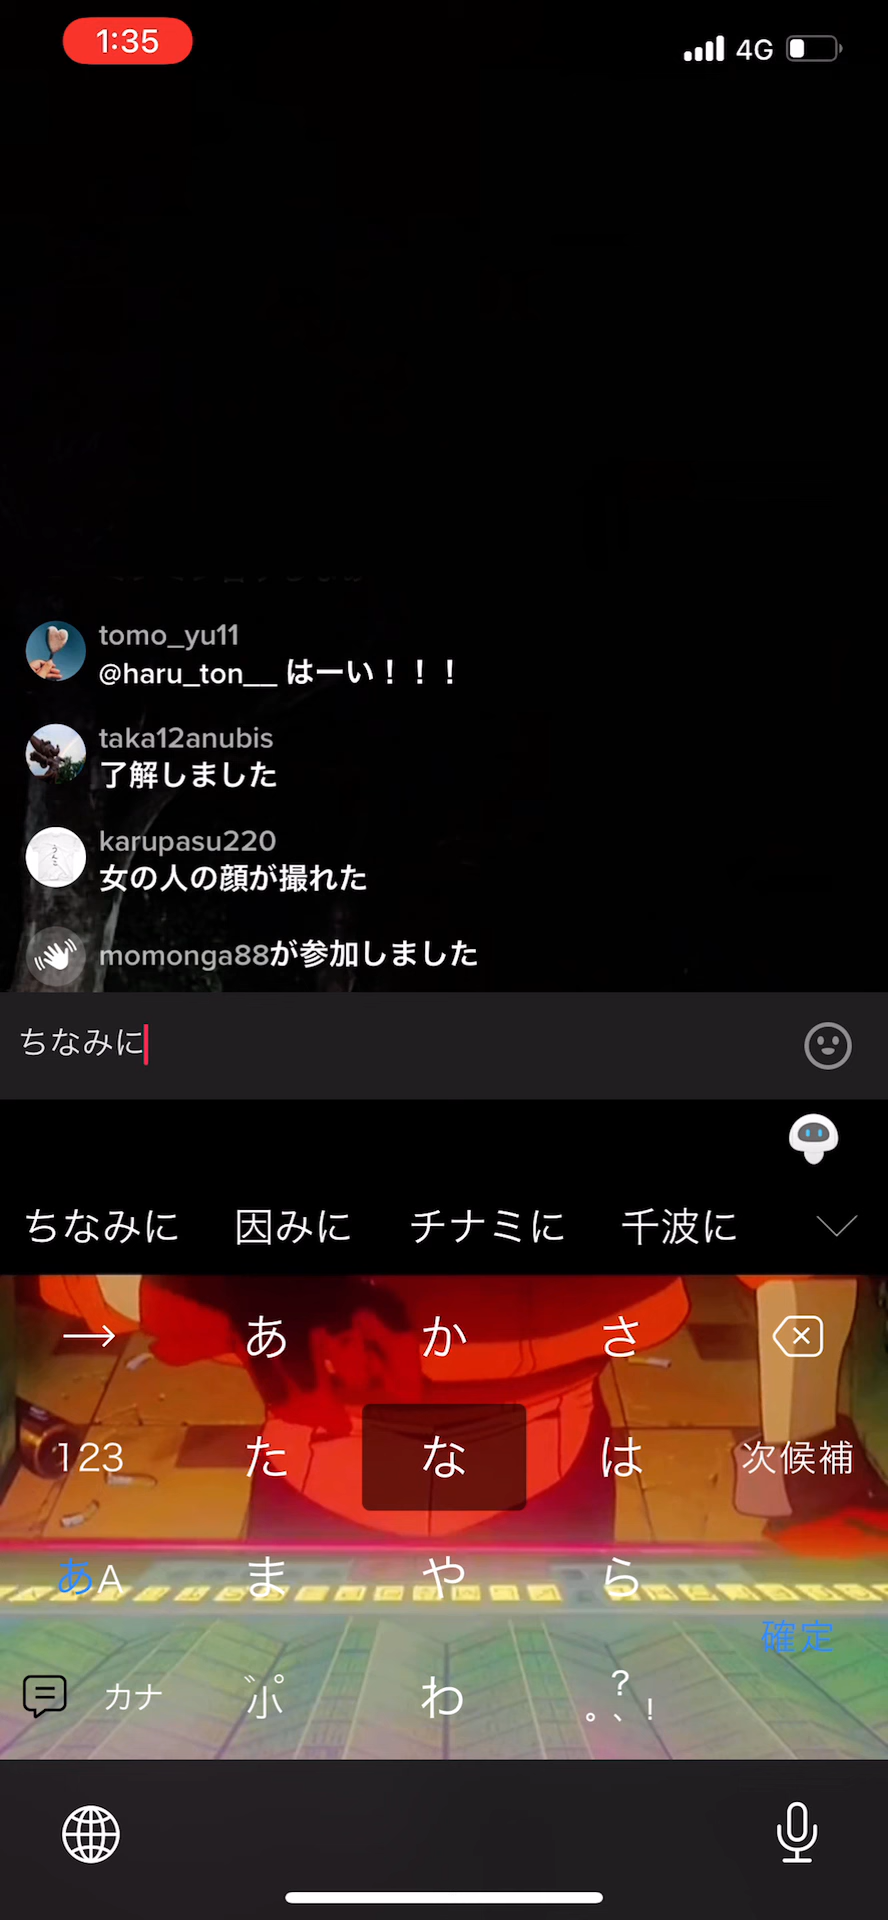 1:35
4G
tomo_yu11
@haru_ton__ はーい！！！
taka12anubis
了解しました
karupasu220
女の人の顔が撮れた
momonga88が参加しました
ちなみに
ちなみに 因みに チナミに 千波に
→ あ か さ
123 た な は 次候補
あA ま や ら
確定
カナ ゛゜小 わ 。、?!